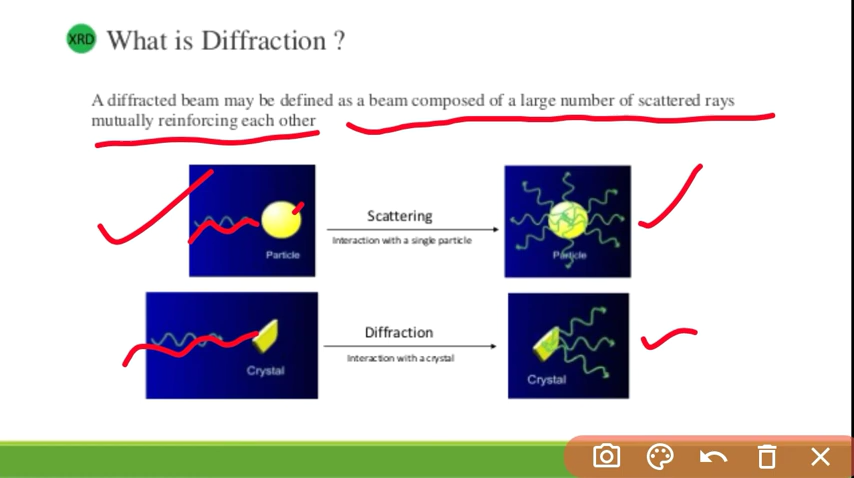 XRD What is Diffraction ?
A diffracted beam may be defined as a beam composed of a large number of scattered rays
mutually reinforcing each other
Particle
Scattering
Interaction with a single particle
Particle
Crystal
Diffraction
Interaction with a crystal
Crystal